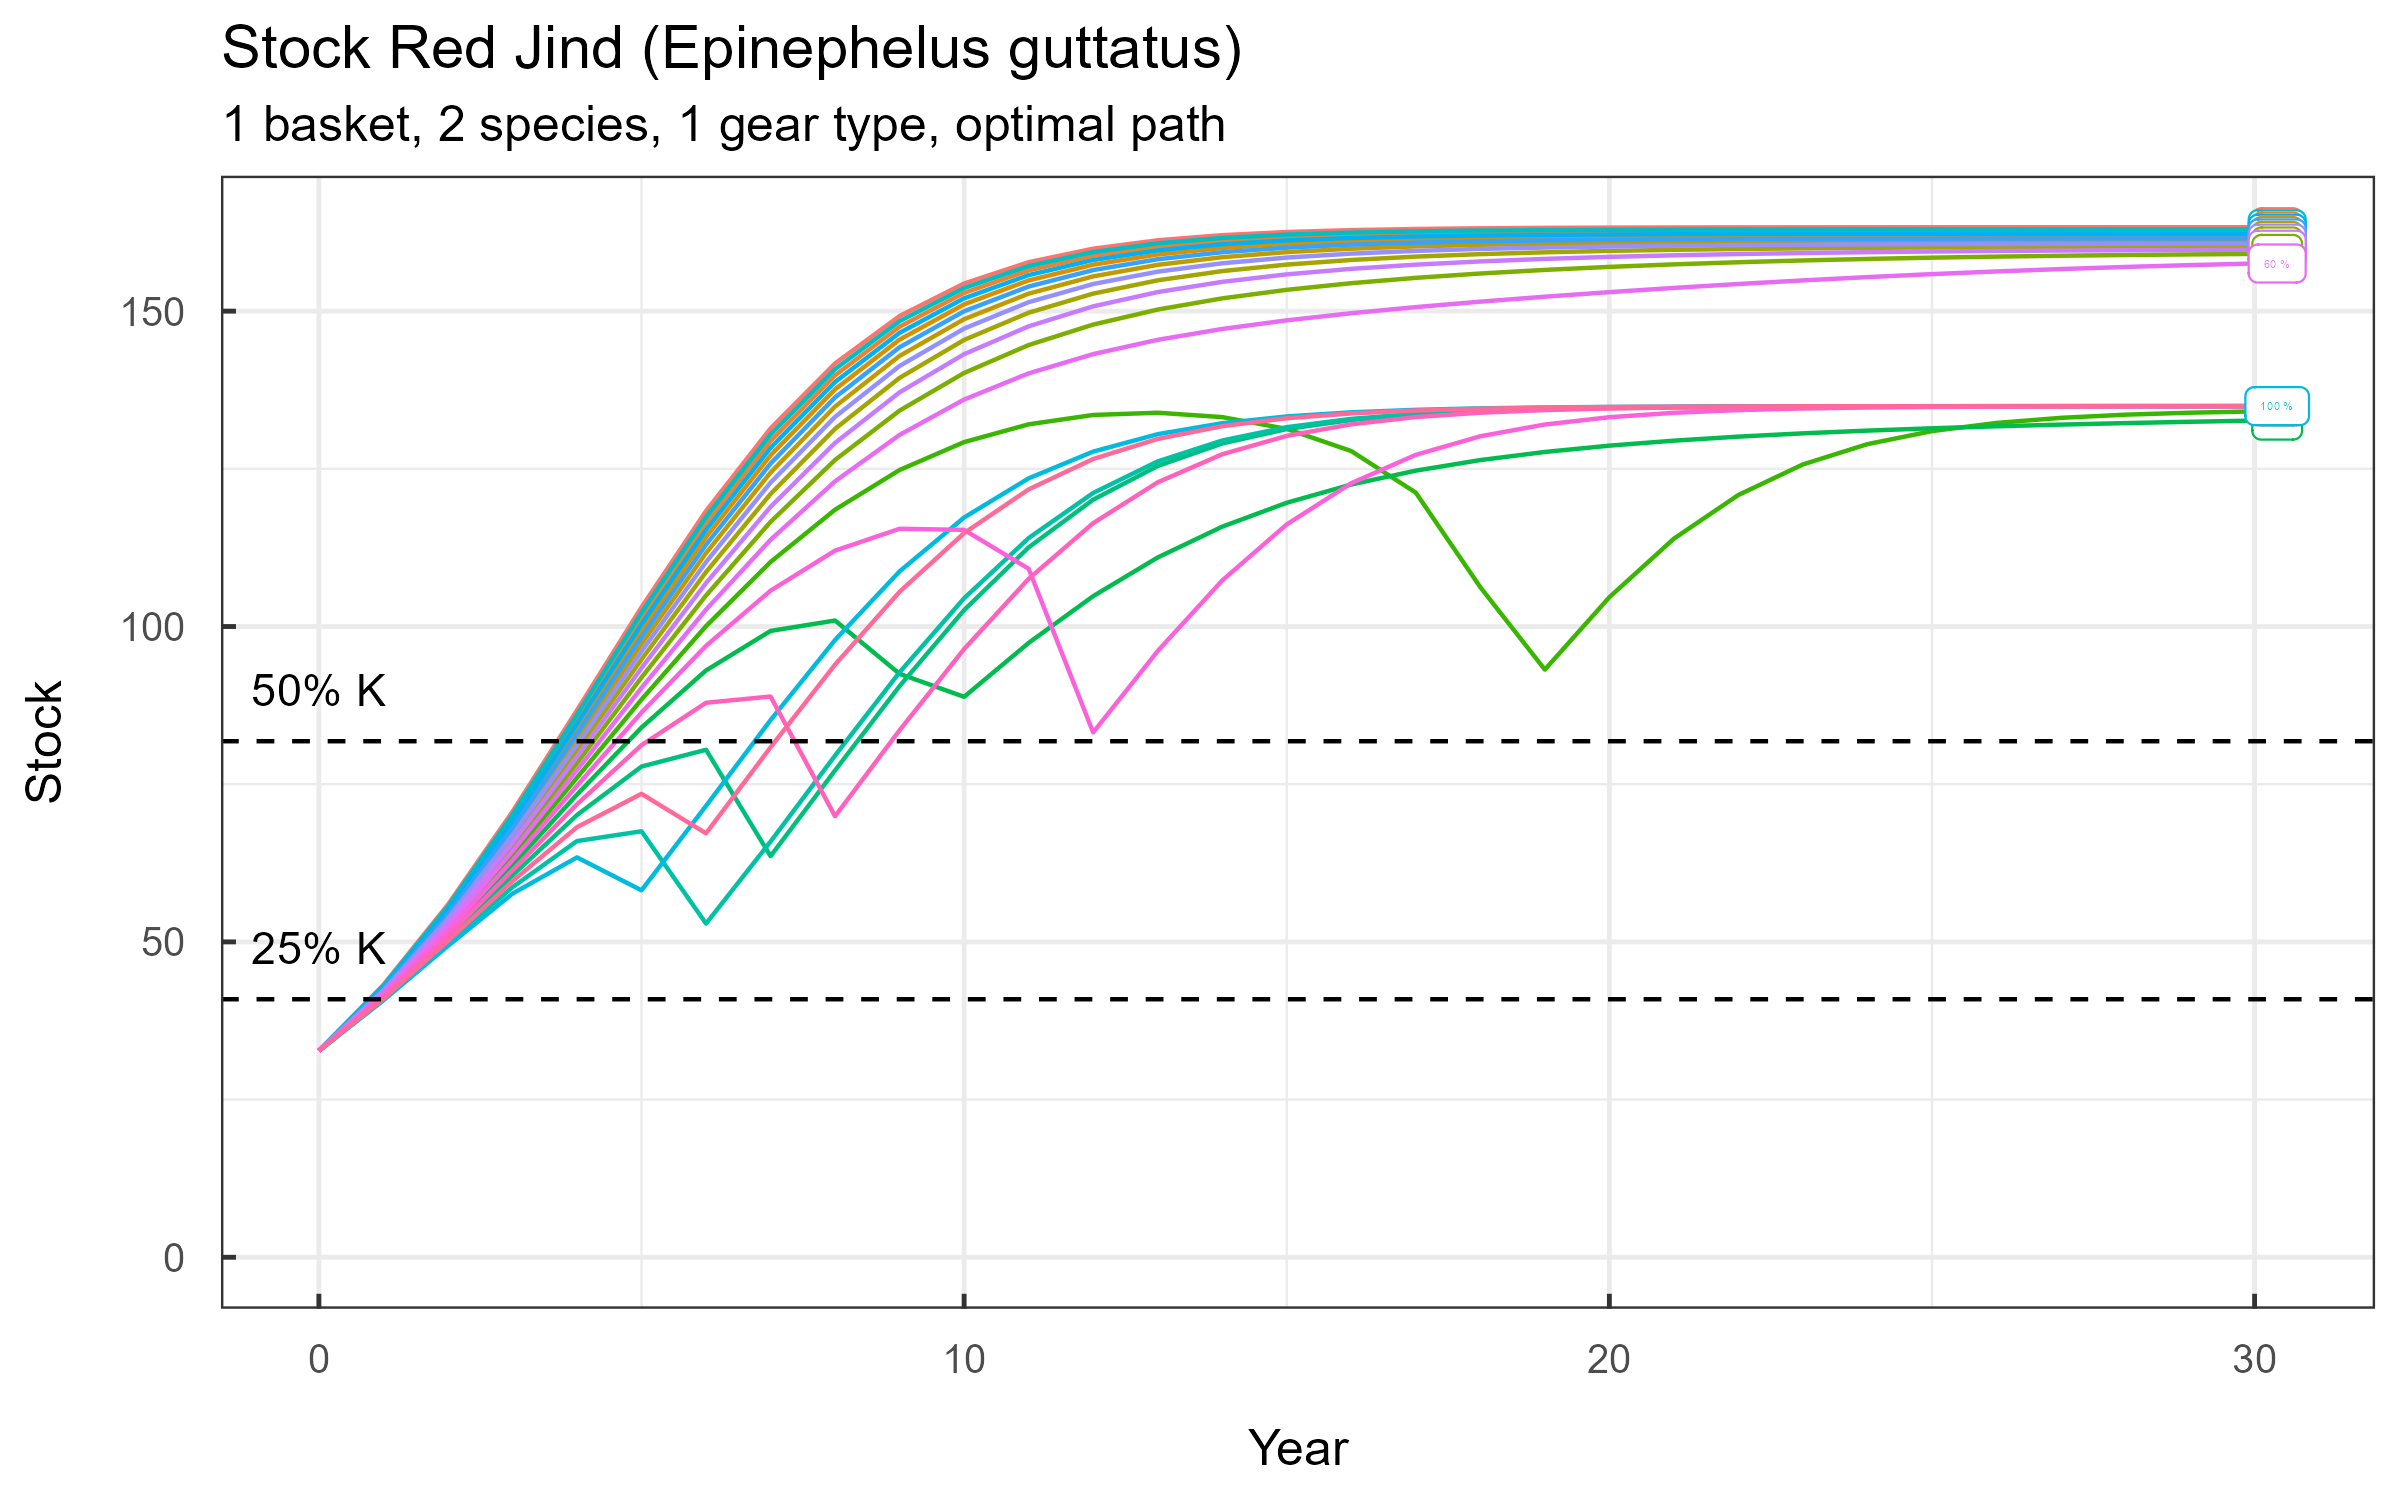 Stock Red Jind (Epinephelus guttatus)
1 basket, 2 species, 1 gear type, optimal path
150
100
50
0
Stock
50% K
25% K
60 %
100 %
0 10 20 30
Year